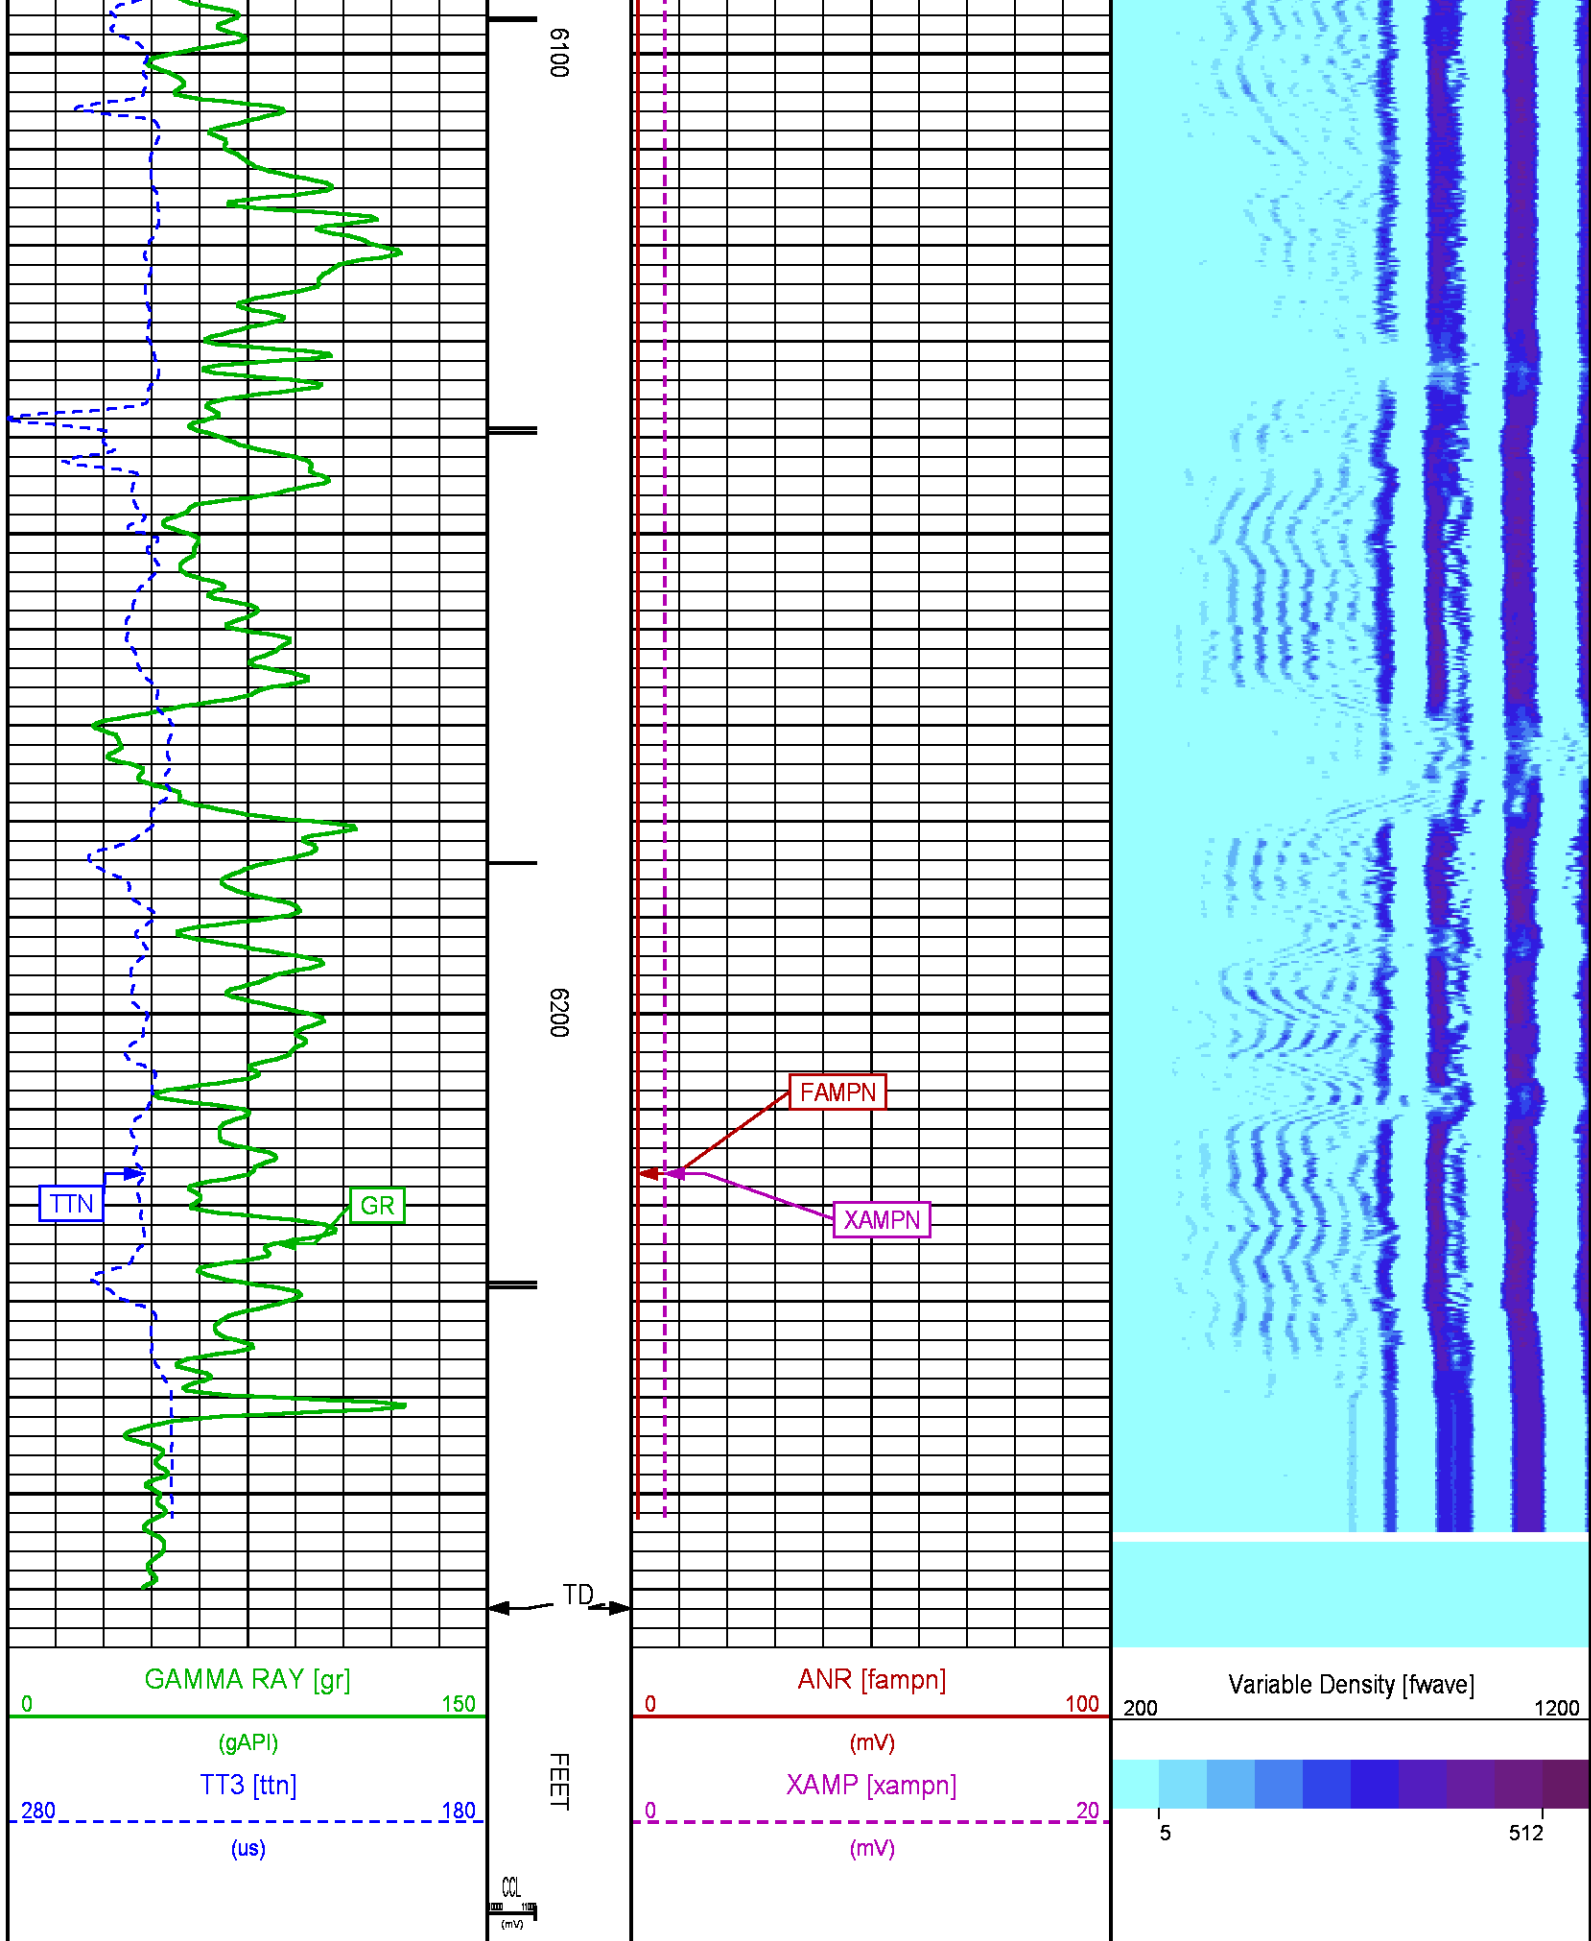 6100
6200
FAMPN
TTN
GR
XAMPN
TD
GAMMA RAY [gr]
0 150
(gAPI)
TT3 [ttn]
280 180
(us)
FEET
CCL
(mV)
ANR [fampn]
0 100
(mV)
XAMP [xampn]
0 20
(mV)
Variable Density [fwave]
200 1200
5 512